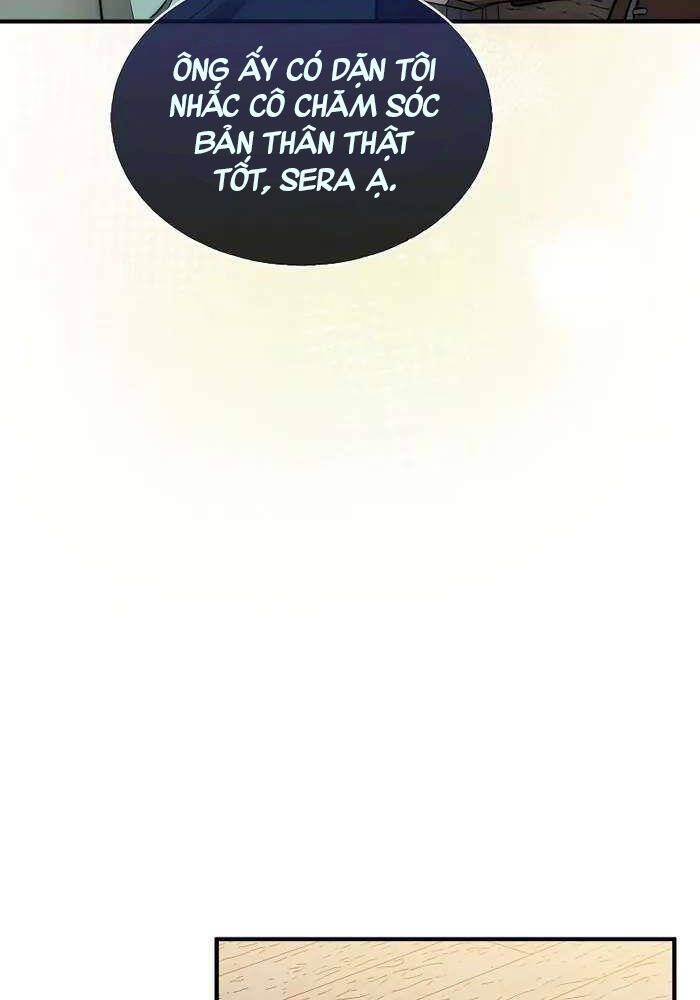 ÔNG ẤY CÓ DẶN TÔI
NHẮC CÔ CHĂM SÓC
BẢN THÂN THẬT
TỐT, SERA Ạ.